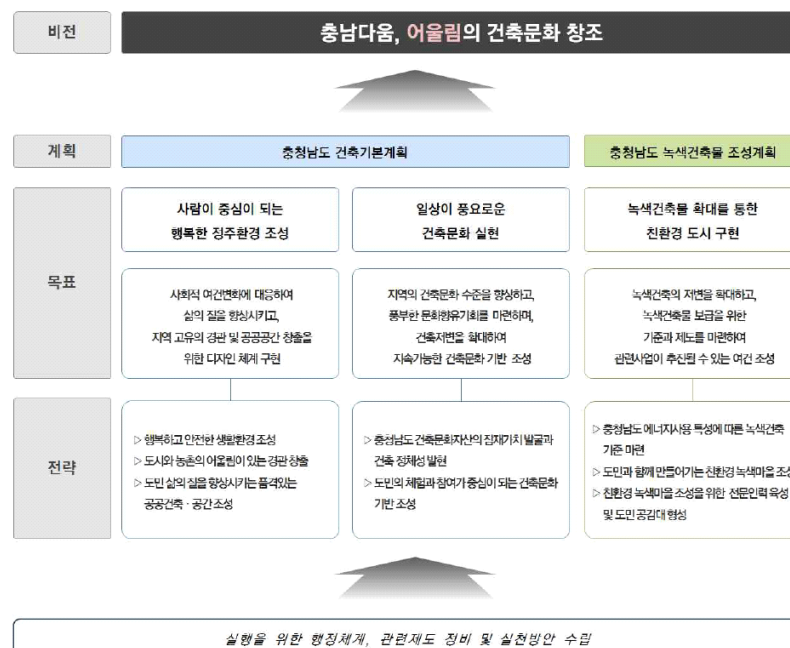 비전
충남다움, 어울림의 건축문화 창조
계획
충청남도 건축기본계획
충청남도 녹색건축물 조성계획
목표
사람이 중심이 되는
행복한 정주환경 조성
일상이 풍요로운
건축문화 실현
녹색건축물 확대를 통한
친환경 도시 구현
사회적 여건변화에 대응하여
삶의 질을 향상시키고,
지역 고유의 경관 및 공공공간 창출을
위한 디자인 체계 구현
지역의 건축문화 수준을 향상하고,
풍부한 문화향유기회를 마련하며,
건축저변을 확대하여
지속가능한 건축문화 기반 조성
녹색건축의 저변을 확대하고,
녹색건축물 보급을 위한
기준과 제도를 마련하여
관련사업이 추진될 수 있는 여건 조성
전략
▷ 행복하고 안전한 생활환경 조성
▷ 도시와 농촌의 어울림이 있는 경관 창출
▷ 도민 삶의 질을 향상시키는 품격있는
공공건축 · 공간 조성
▷ 충청남도 건축문화자산의 잠재가치 발굴과
건축 정체성 발현
▷ 도민의 체험과 참여가 중심이 되는 건축문화
기반 조성
▷ 충청남도 에너지사용 특성에 따른 녹색건축
기준 마련
▷ 도민과 함께 만들어가는 친환경 녹색마을 조성
▷ 친환경 녹색마을 조성을 위한 전문인력 육성
및 도민 공감대 형성
실행을 위한 행정체계, 관련제도 정비 및 실천방안 수립